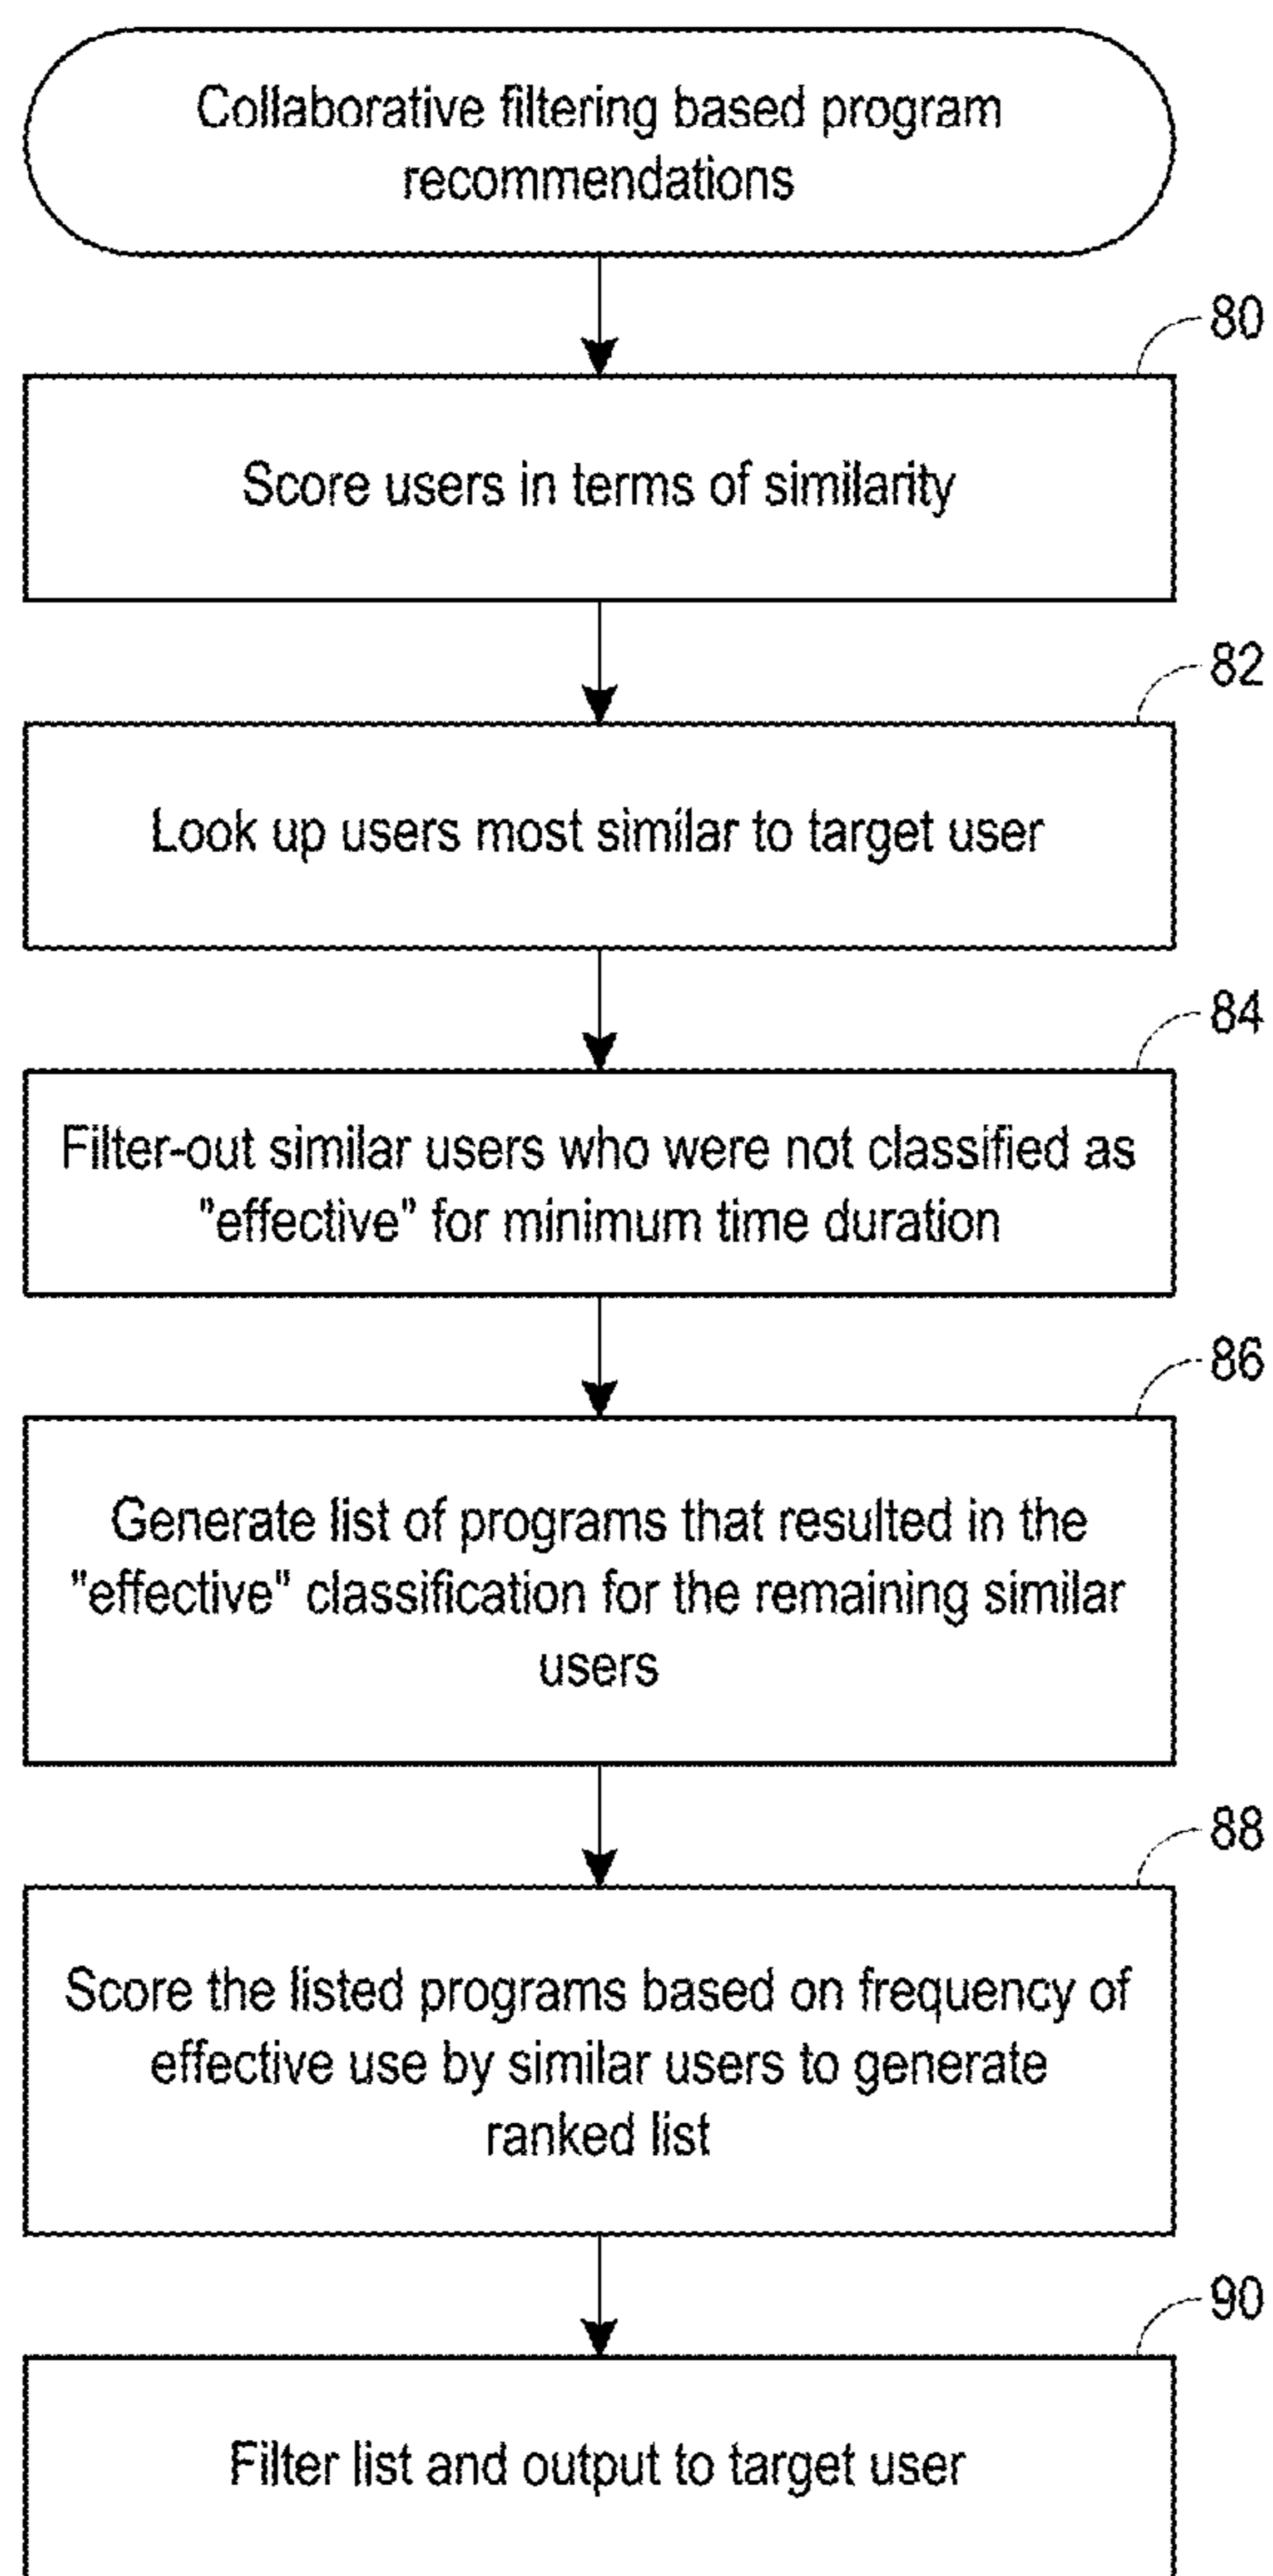 Collaborative filtering based program
recommendations
80
Score users in terms of similarity
82
Look up users most similar to target user
84
Filter-out similar users who were not classified as
"effective" for minimum time duration
86
Generate list of programs that resulted in the
"effective" classification for the remaining similar
users
88
Score the listed programs based on frequency of
effective use by similar users to generate
ranked list
90
Filter list and output to target user